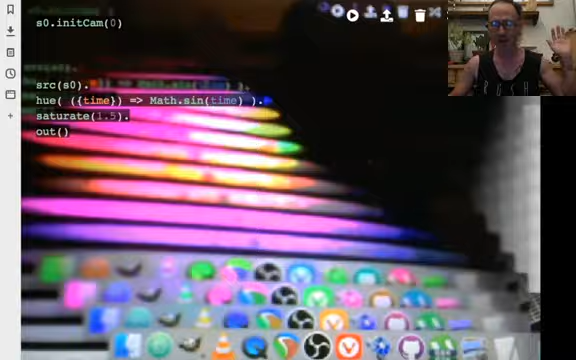 s0.initCam(0)
src(s0).
hue( ({time}) => Math.sin(time) ).
saturate(1.5).
out()